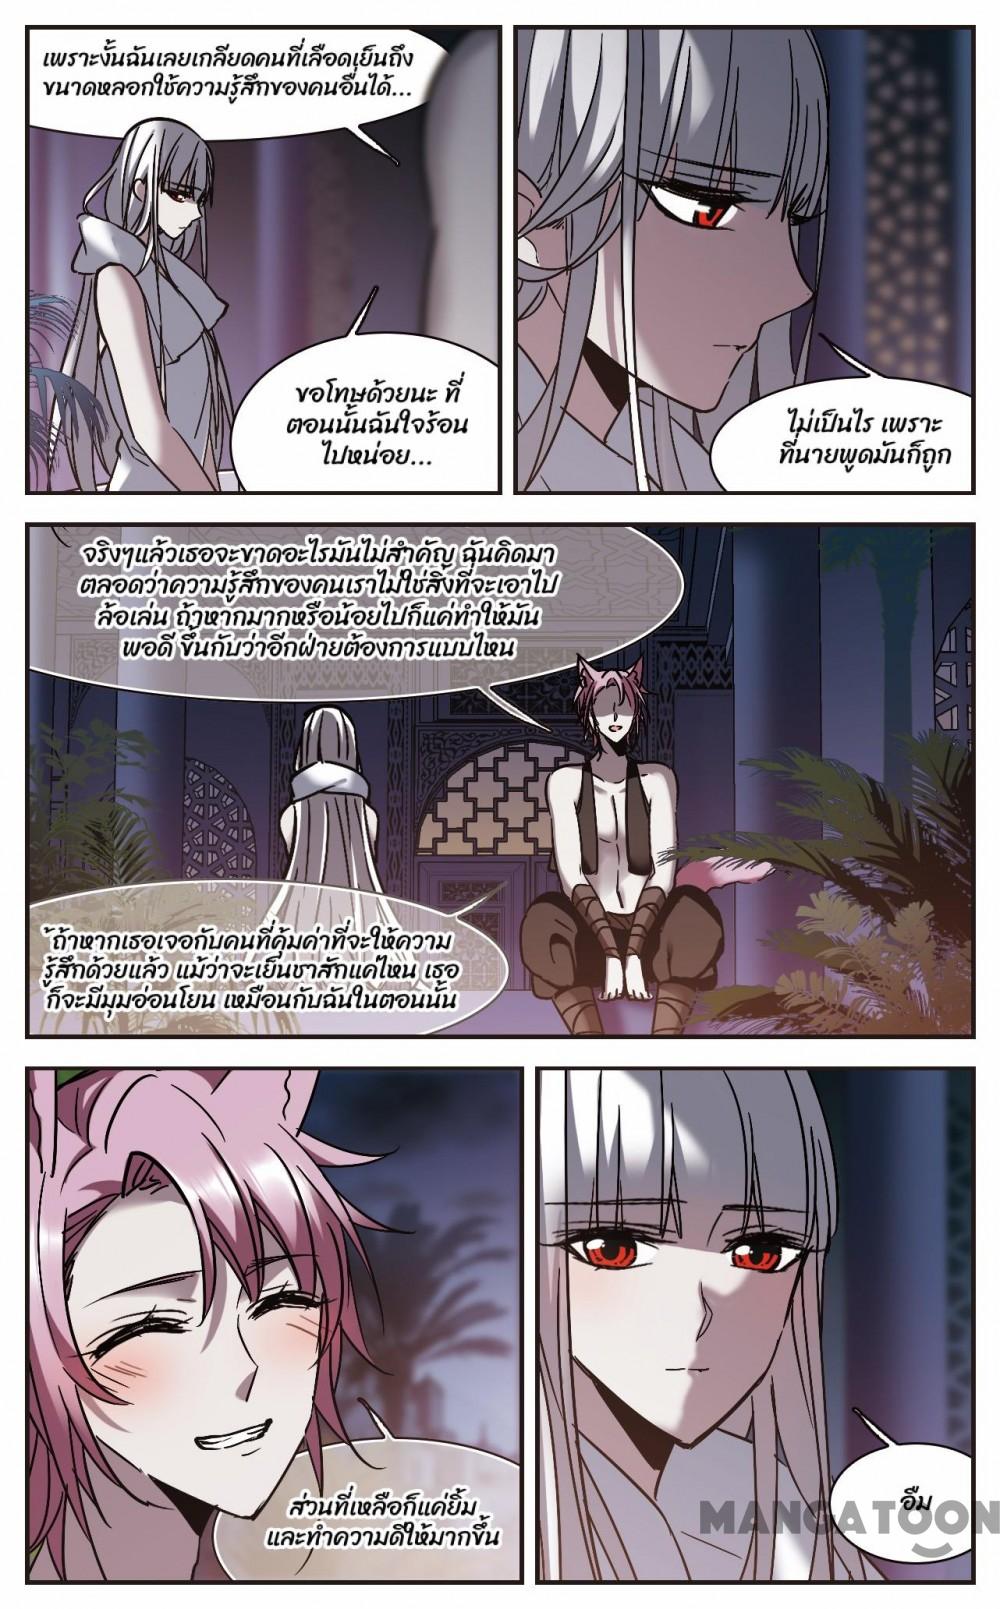 เพราะงั้นฉันเลยเกลียดคนที่เลือดเย็นถึง
ขนาดหลอกใช้ความรู้สึกของคนอื่นได้...
ขอโทษด้วยนะ ที่
ตอนนั้นฉันใจร้อน
ไปหน่อย...
ไม่เป็นไร เพราะ
ที่นายพูดมันก็ถูก
จริงๆแล้วเธอจะขาดอะไรมันไม่สำคัญ ฉันคิดมา
ตลอดว่าความรู้สึกของคนเราไม่ใช่สิ่งที่จะเอาไป
ล้อเล่น ถ้าหากมากหรือน้อยไปก็แค่ทำให้มัน
พอดี ขึ้นกับว่าอีกฝ่ายต้องการแบบไหน
ถ้าหากเธอเจอกับคนที่คุ้มค่าที่จะให้ความ
รู้สึกด้วยแล้ว แม้ว่าจะเย็นชาสักแค่ไหน เธอ
ก็จะมีมุมอ่อนโยน เหมือนกับฉันในตอนนั้น
ส่วนที่เหลือก็แค่ยิ้ม
และทำความดีให้มากขึ้น
อืม
MANGATOON